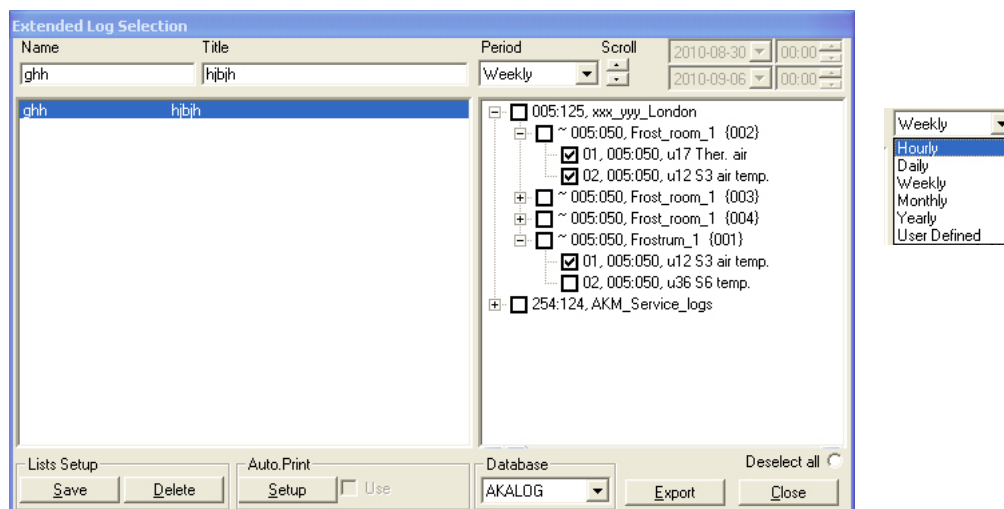 Extended Log Selection
Name Title Period Scroll 2010-08-30 00:00
ghh hjbjh Weekly 2010-09-06 00:00
ghh hjbjh
005:125, xxx_yyy_London
~ 005:050, Frost_room_1 {002}
01, 005:050, u17 Ther. air
02, 005:050, u12 S3 air temp.
~ 005:050, Frost_room_1 {003}
~ 005:050, Frost_room_1 {004}
~ 005:050, Frostrum_1 {001}
01, 005:050, u12 S3 air temp.
02, 005:050, u36 S6 temp.
254:124, AKM_Service_logs
Lists Setup Auto.Print Database Deselect all
Save Delete Setup Use AKALOG Export Close
Weekly
Hourly
Daily
Weekly
Monthly
Yearly
User Defined